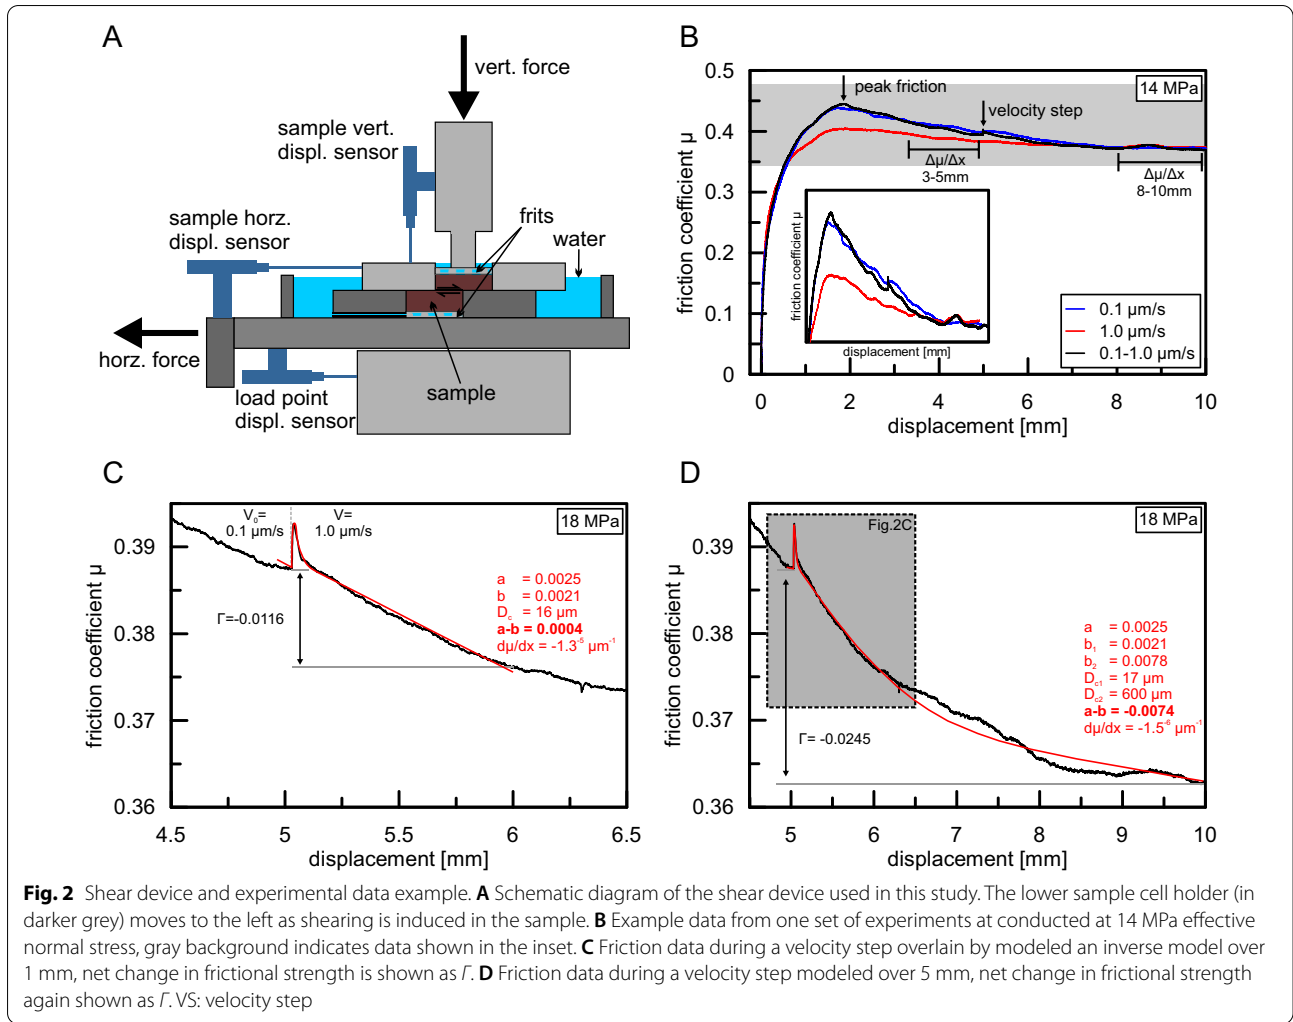 A
vert. force
sample vert.
displ. sensor
sample horz.
displ. sensor
frits
water
horz. force
load point
displ. sensor
sample
B
0.5
0.4
0.3
0.2
0.1
0
friction coefficient μ
14 MPa
peak friction
velocity step
Δμ/Δx
3-5mm
Δμ/Δx
8-10mm
friction coefficient μ
displacement [mm]
0.1 μm/s
1.0 μm/s
0.1-1.0 μm/s
0 2 4 6 8 10
displacement [mm]
C
0.39
0.38
0.37
0.36
friction coefficient μ
V₀=
0.1 μm/s
V=
1.0 μm/s
18 MPa
Γ=-0.0116
a = 0.0025
b = 0.0021
D_c = 16 μm
a-b = 0.0004
dμ/dx = -1.3⁻⁵ μm⁻¹
4.5 5 5.5 6 6.5
displacement [mm]
D
0.39
0.38
0.37
0.36
friction coefficient μ
Fig.2C
18 MPa
Γ= -0.0245
a = 0.0025
b₁ = 0.0021
b₂ = 0.0078
D_c1 = 17 μm
D_c2 = 600 μm
a-b = -0.0074
dμ/dx = -1.5⁻⁶ μm⁻¹
5 6 7 8 9 10
displacement [mm]
Fig. 2 Shear device and experimental data example. A Schematic diagram of the shear device used in this study. The lower sample cell holder (in
darker grey) moves to the left as shearing is induced in the sample. B Example data from one set of experiments at conducted at 14 MPa effective
normal stress, gray background indicates data shown in the inset. C Friction data during a velocity step overlain by modeled an inverse model over
1 mm, net change in frictional strength is shown as Γ. D Friction data during a velocity step modeled over 5 mm, net change in frictional strength
again shown as Γ. VS: velocity step